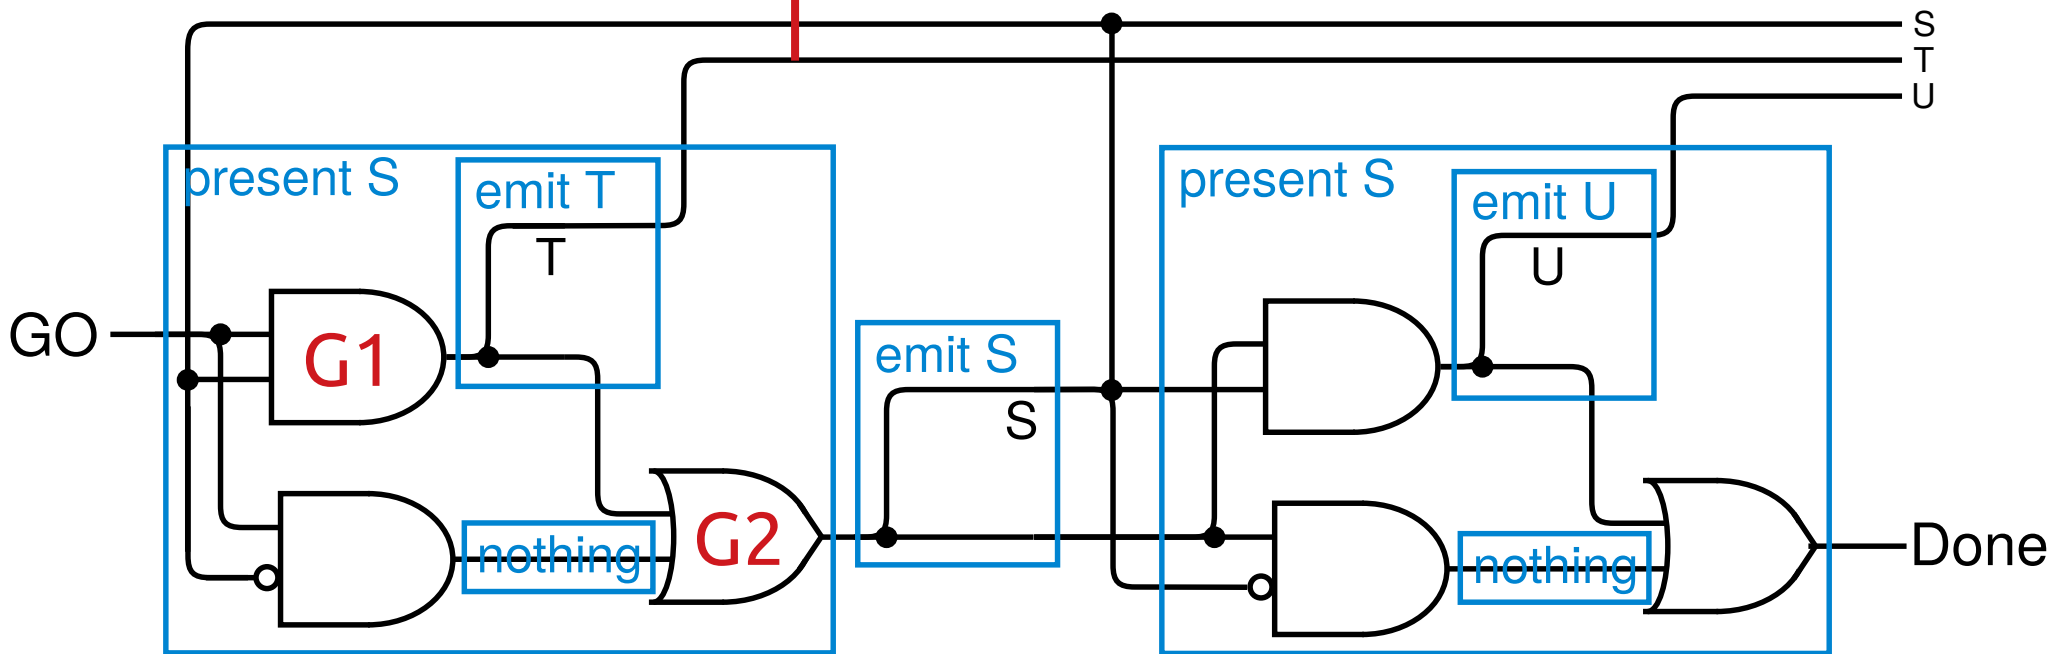 S
T
U
present S
emit T
T
present S
emit U
U
GO
G1
emit S
S
nothing
G2
nothing
Done